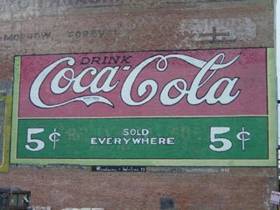 DRINK
Coca-Cola
5¢ SOLD EVERYWHERE 5¢